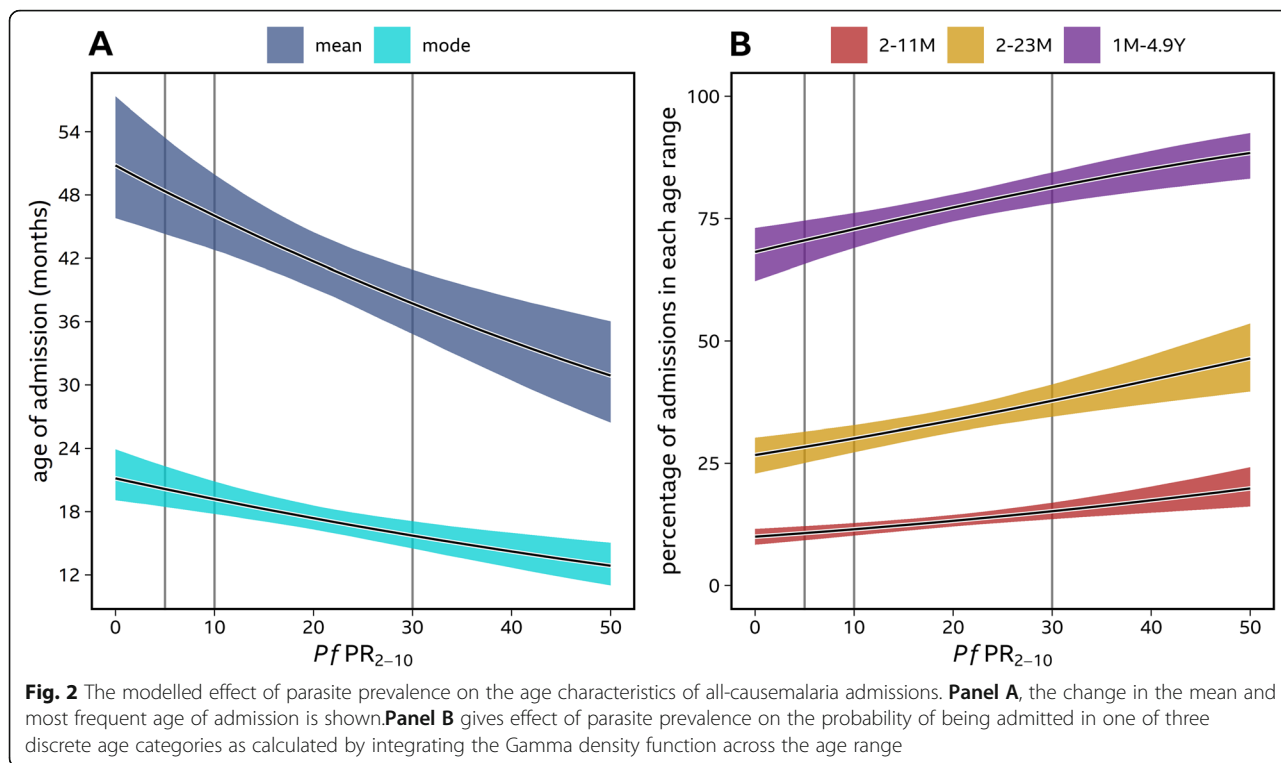 A
mean
mode
age of admission (months)
54
48
42
36
30
24
18
12
0
10
20
30
40
50
Pf PR2–10
B
2-11M
2-23M
1M-4.9Y
percentage of admissions in each age range
100
75
50
25
0
0
10
20
30
40
50
Pf PR2–10
Fig. 2 The modelled effect of parasite prevalence on the age characteristics of all-causemalaria admissions. Panel A, the change in the mean and
most frequent age of admission is shown.Panel B gives effect of parasite prevalence on the probability of being admitted in one of three
discrete age categories as calculated by integrating the Gamma density function across the age range